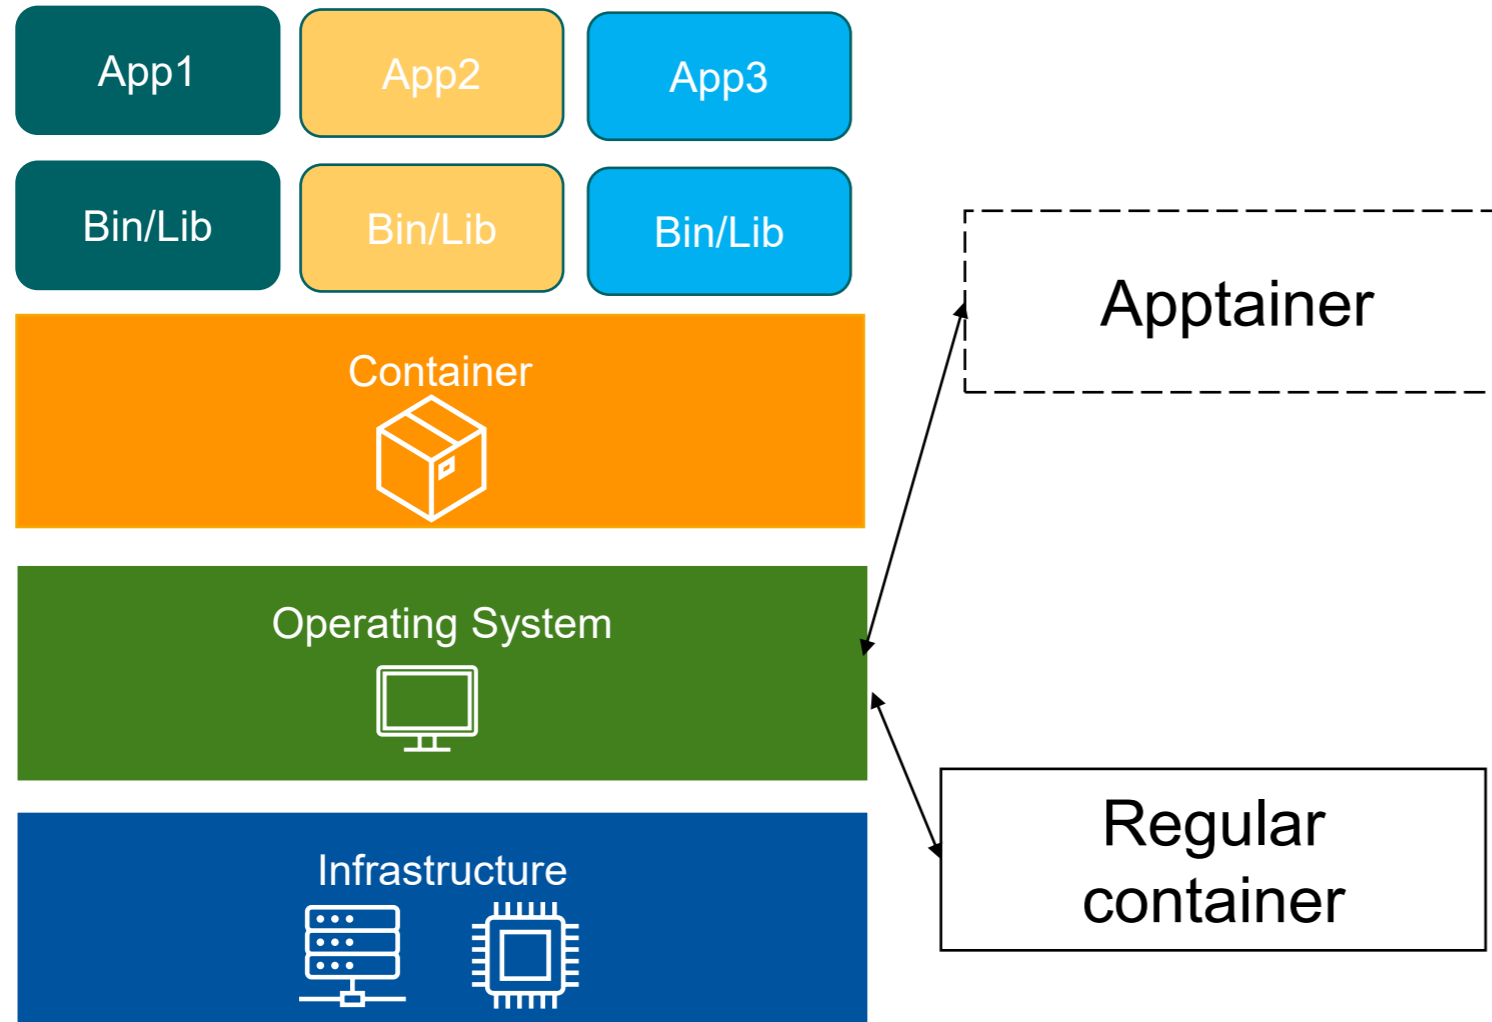 App1
App2
App3
Bin/Lib
Bin/Lib
Bin/Lib
Container
Operating System
Infrastructure
Apptainer
Regular
container